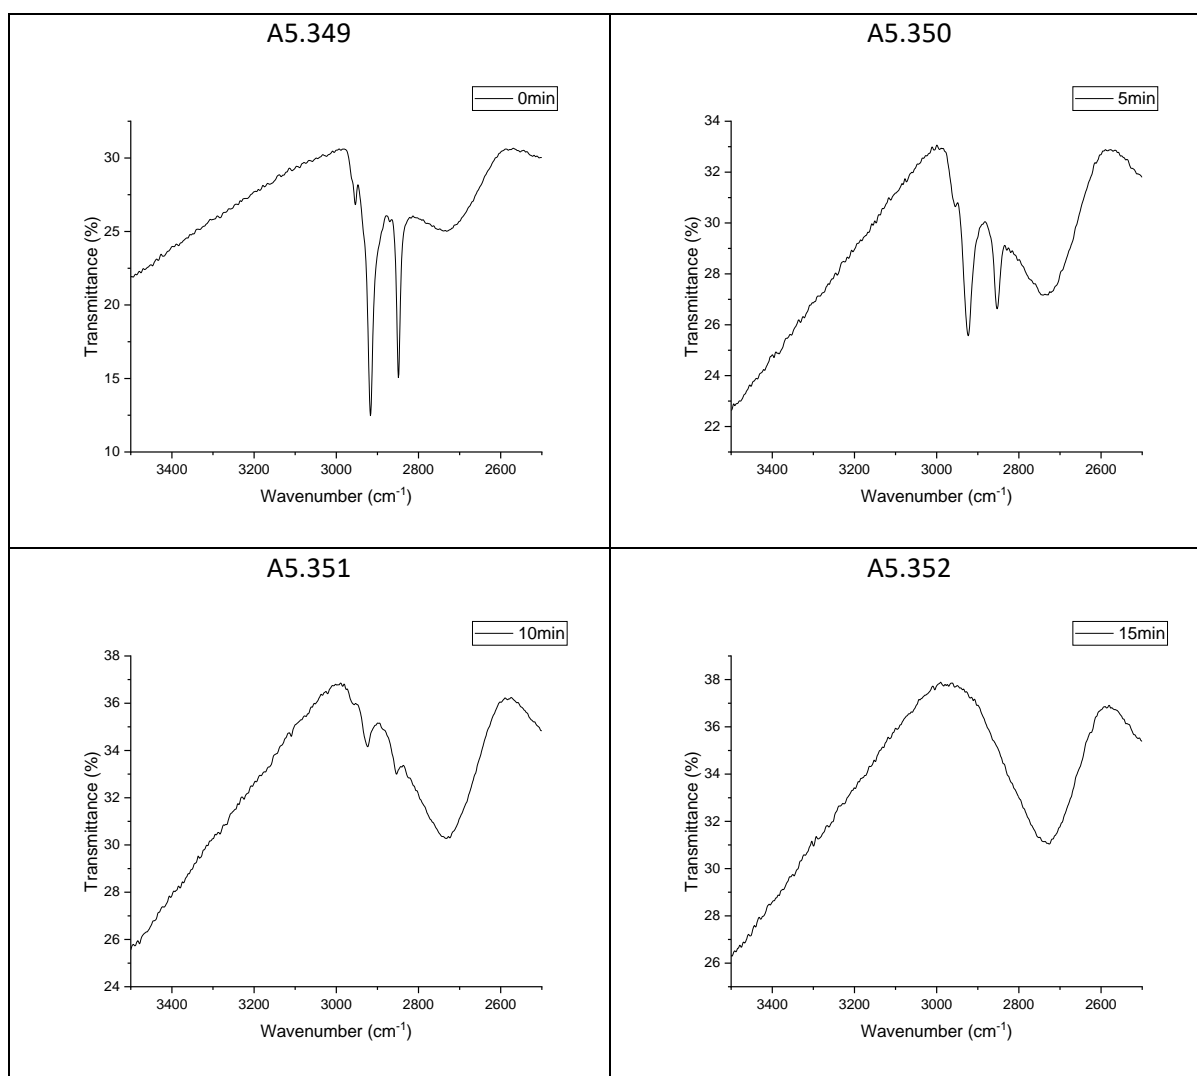 A5.349
0min
30
25
20
15
10
Transmittance (%)
3400 3200 3000 2800 2600
Wavenumber (cm-1)
A5.350
5min
34
32
30
28
26
24
22
Transmittance (%)
3400 3200 3000 2800 2600
Wavenumber (cm-1)
A5.351
10min
38
36
34
32
30
28
26
24
Transmittance (%)
3400 3200 3000 2800 2600
Wavenumber (cm-1)
A5.352
15min
38
36
34
32
30
28
26
Transmittance (%)
3400 3200 3000 2800 2600
Wavenumber (cm-1)